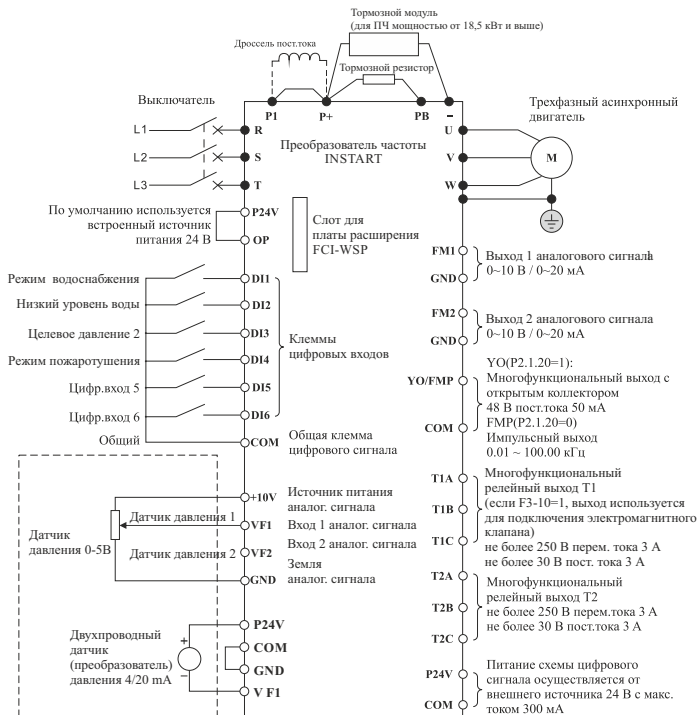 Тормозной модуль
(для ПЧ мощностью от 18,5 кВт и выше)
Дроссель пост.тока
Тормозной резистор
Выключатель
P1
P+
PB
−
Трехфазный асинхронный
двигатель
L1
R
U
Преобразователь частоты
INSTART
L2
S
V
M
L3
T
W
По умолчанию используется
встроенный источник
питания 24 В
P24V
OP
Слот для
платы расширения
FCI-WSP
FM1
GND
Выход 1 аналогового сигнала
0~10 В / 0~20 мА
Режим водоснабжения
DI1
Низкий уровень воды
DI2
Целевое давление 2
DI3
Режим пожаротушения
DI4
Цифр.вход 5
DI5
Цифр.вход 6
DI6
Клеммы
цифровых входов
Общий
COM
Общая клемма
цифрового сигнала
FM2
GND
Выход 2 аналогового сигнала
0~10 В / 0~20 мА
YO/FMP
COM
YO(P2.1.20=1):
Многофункциональный выход с
открытым коллектором
48 В пост.тока 50 мА
FMP(P2.1.20=0)
Импульсный выход
0.01 ~ 100.00 кГц
Датчик
давления 0-5В
+10V
Источник питания
аналог. сигнала
Датчик давления 1
VF1
Вход 1 аналог. сигнала
Датчик давления 2
VF2
Вход 2 аналог. сигнала
GND
Земля
аналог. сигнала
T1A
T1B
T1C
Многофункциональный
релейный выход T1
(если F3-10=1, выход используется
для подключения электромагнитного
клапана)
не более 250 В перем. тока 3 А
не более 30 В пост. тока 3 А
T2A
T2B
T2C
Многофункциональный
релейный выход T2
не более 250 В перем.тока 3 А
не более 30 В пост.тока 3 А
Двухпроводный
датчик
(преобразователь)
давления 4/20 mA
+
−
P24V
COM
GND
V F1
P24V
COM
Питание схемы цифрового
сигнала осуществляется от
внешнего источника 24 В с макс.
током 300 мА